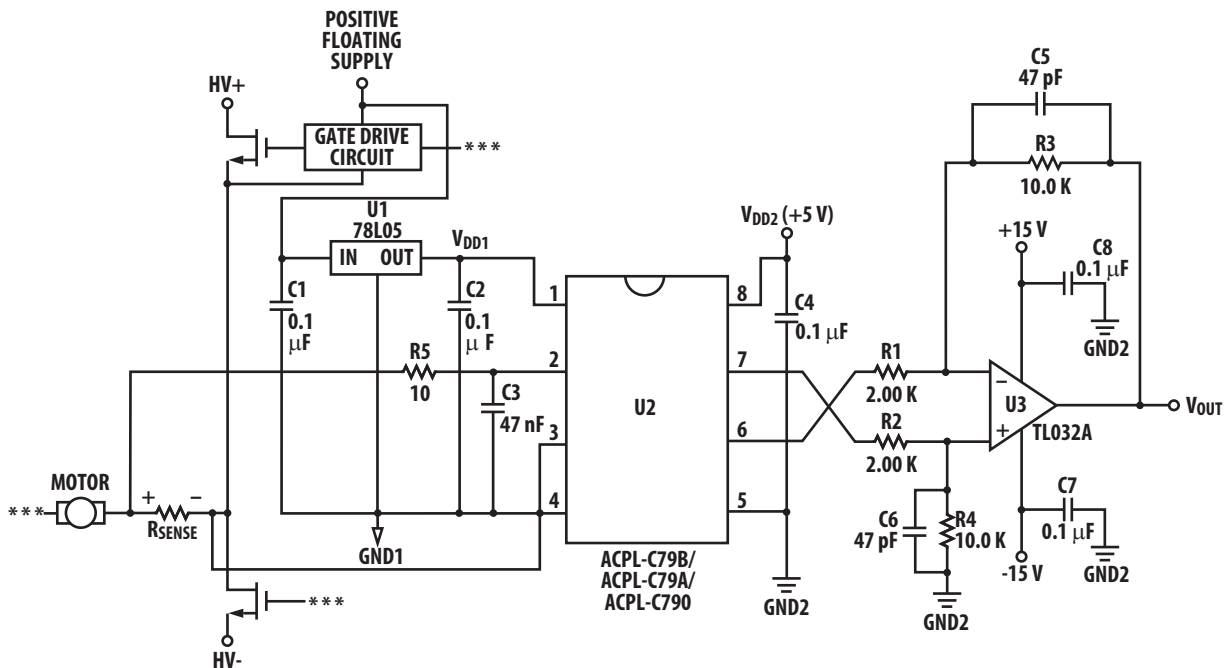 POSITIVE
FLOATING
SUPPLY
HV+
GATE DRIVE
CIRCUIT
***
U1
78L05
IN OUT
VDD1
C1
0.1
μF
C2
0.1
μ F
R5
10
C3
47 nF
MOTOR
***
+ −
RSENSE
GND1
***
HV-
1
2
3
4
U2
8
7
6
5
ACPL-C79B/
ACPL-C79A/
ACPL-C790
VDD2 (+5 V)
C4
0.1 μF
GND2
R1
2.00 K
R2
2.00 K
C5
47 pF
R3
10.0 K
+15 V
C8
0.1 μF
GND2
−
+
U3
TL032A
VOUT
C6
47 pF
R4
10.0 K
GND2
C7
0.1 μF
-15 V
GND2